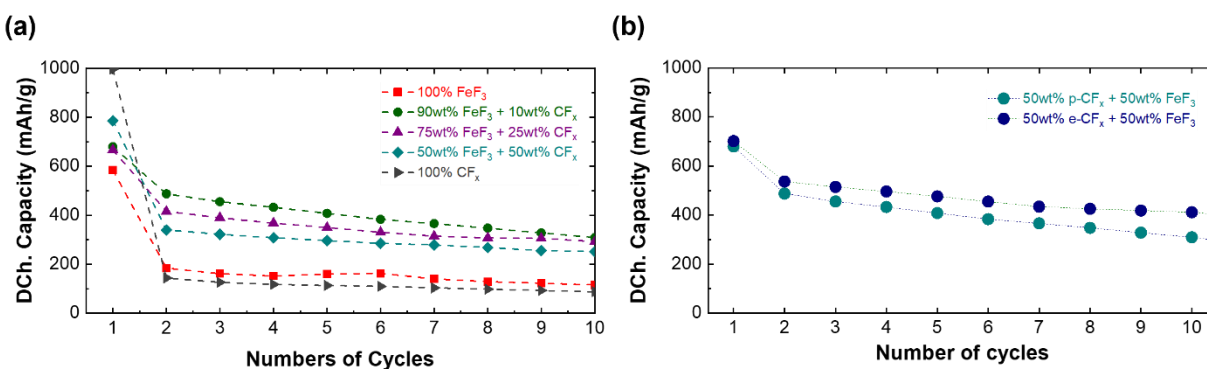 (a)
DCh. Capacity (mAh/g)
1000
800
600
400
200
0
100% FeF₃
90wt% FeF₃ + 10wt% CFₓ
75wt% FeF₃ + 25wt% CFₓ
50wt% FeF₃ + 50wt% CFₓ
100% CFₓ
1 2 3 4 5 6 7 8 9 10
Numbers of Cycles
(b)
DCh. Capacity (mAh/g)
1000
800
600
400
200
0
50wt% p-CFₓ + 50wt% FeF₃
50wt% e-CFₓ + 50wt% FeF₃
1 2 3 4 5 6 7 8 9 10
Number of cycles